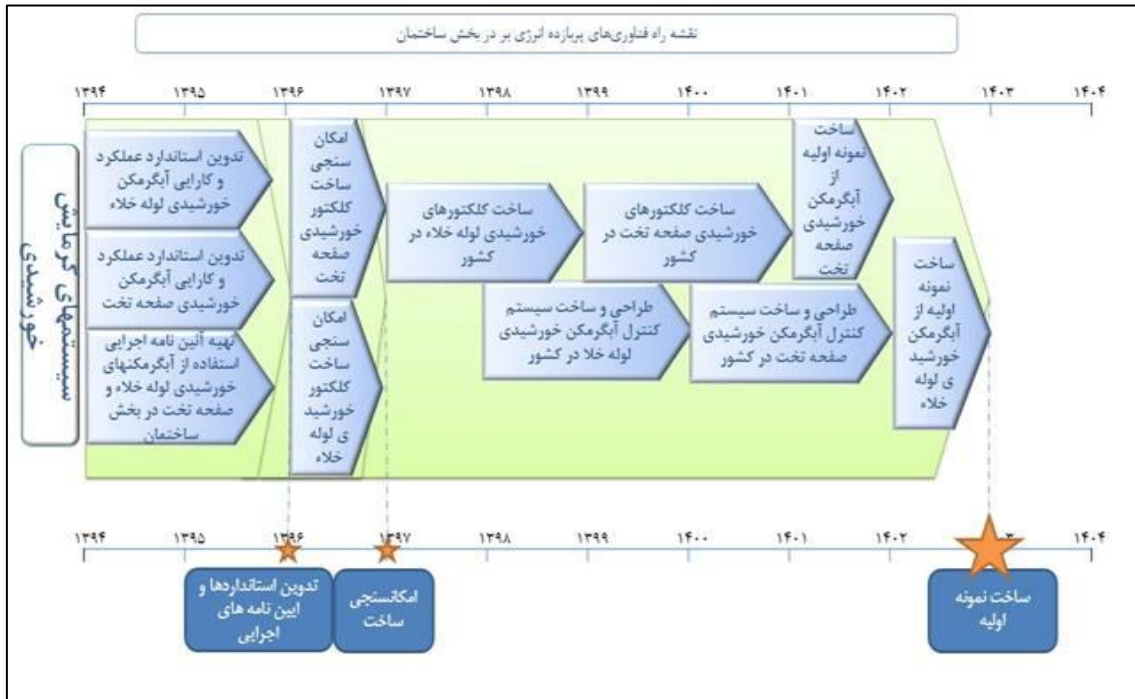 نقشه راه فناوری‌های پربازده انرژی بر در بخش ساختمان
۱۳۹۴ ۱۳۹۵ ۱۳۹۶ ۱۳۹۷ ۱۳۹۸ ۱۳۹۹ ۱۴۰۰ ۱۴۰۱ ۱۴۰۲ ۱۴۰۳ ۱۴۰۴
سیستمهای گرمایش
خورشیدی
تدوین استاندارد عملکرد
و کارایی آبگرمکن
خورشیدی لوله خلاء
تدوین استاندارد عملکرد
و کارایی آبگرمکن
خورشیدی صفحه تخت
تهیه آئین نامه اجرایی
استفاده از آبگرمکنهای
خورشیدی لوله خلاء و
صفحه تخت در بخش
ساختمان
امکان
سنجی
ساخت
کلکتور
خورشیدی
صفحه
تخت
امکان
سنجی
ساخت
کلکتور
خورشید
ی لوله
خلاء
ساخت کلکتورهای
خورشیدی لوله خلاء در
کشور
طراحی و ساخت سیستم
کنترل آبگرمکن خورشیدی
لوله خلا در کشور
ساخت کلکتورهای
خورشیدی صفحه تخت در
کشور
طراحی و ساخت سیستم
کنترل آبگرمکن خورشیدی
صفحه تخت در کشور
ساخت
نمونه اولیه
از
آبگرمکن
خورشیدی
صفحه
تخت
ساخت
نمونه
اولیه از
آبگرمکن
خورشید
ی لوله
خلاء
۱۳۹۴ ۱۳۹۵ ۱۳۹۶ ۱۳۹۷ ۱۳۹۸ ۱۳۹۹ ۱۴۰۰ ۱۴۰۱ ۱۴۰۲ ۱۴۰۳ ۱۴۰۴
تدوین استانداردها و
ایین نامه های
اجرایی
امکانسنجی
ساخت
ساخت نمونه
اولیه